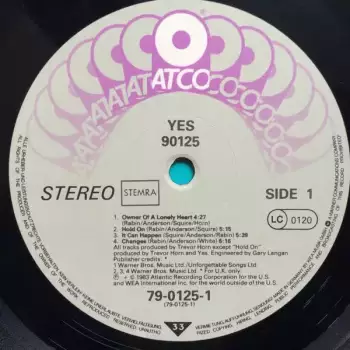 ATCO
YES
90125
STEREO
STEMRA
SIDE 1
LC 0120
1. Owner Of A Lonely Heart 4:27
(Rabin/Anderson/Squire/Horn)
2. Hold On (Rabin/Anderson/Squire) 5:15
3. It Can Happen (Squire/Anderson/Rabin) 5:39
4. Changes (Rabin/Anderson/White) 6:16
All tracks produced by Trevor Horn except "Hold On"
produced by Trevor Horn and Yes. Engineered by Gary Langan
Publisher credits *:
1 Warner Bros. Music Ltd./Unforgettable Songs Ltd
2, 3, 4 Warner Bros. Music Ltd * For U.K. only.
℗ © 1983 Atlantic Recording Corporation for the U.S.
and WEA International Inc. for the world outside of the U.S.
79-0125-1
(79-0125-1)
33